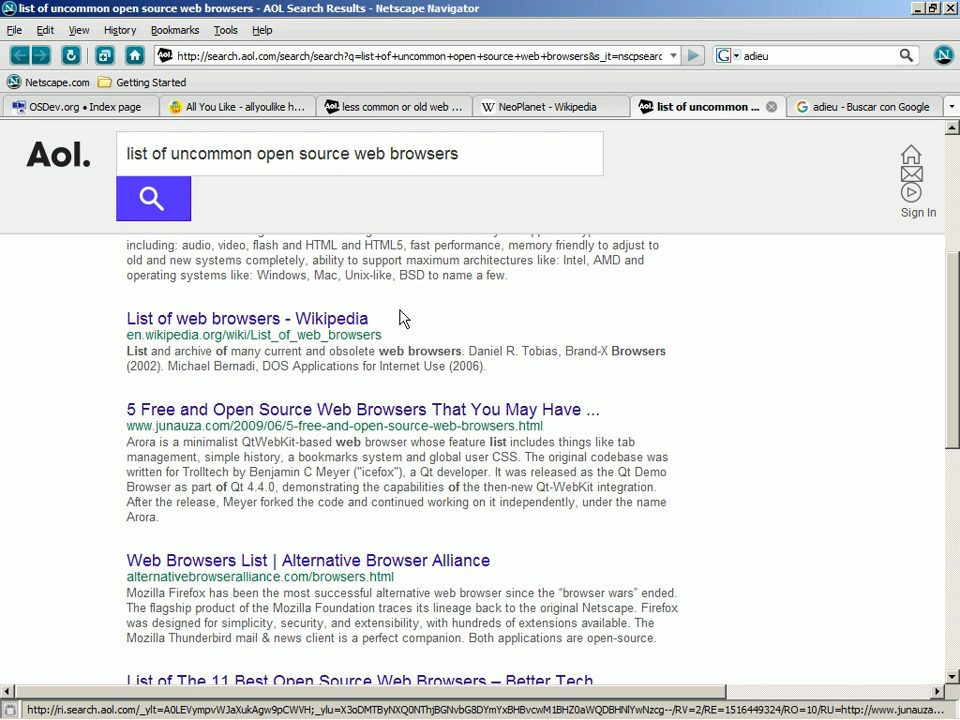 list of uncommon open source web browsers - AOL Search Results - Netscape Navigator
File Edit View History Bookmarks Tools Help
http://search.aol.com/search/search?q=list+of+uncommon+open+source+web+browsers&s_it=nscpsearc
adieu
Netscape.com Getting Started
OSDev.org • Index page
All You Like - allyoulike h...
less common or old web ...
NeoPlanet - Wikipedia
list of uncommon ...
adieu - Buscar con Google
Aol.
list of uncommon open source web browsers
Sign In
including: audio, video, flash and HTML and HTML5, fast performance, memory friendly to adjust to
old and new systems completely, ability to support maximum architectures like: Intel, AMD and
operating systems like: Windows, Mac, Unix-like, BSD to name a few.
List of web browsers - Wikipedia
en.wikipedia.org/wiki/List_of_web_browsers
List and archive of many current and obsolete web browsers. Daniel R. Tobias, Brand-X Browsers
(2002). Michael Bernadi, DOS Applications for Internet Use (2006).
5 Free and Open Source Web Browsers That You May Have ...
www.junauza.com/2009/06/5-free-and-open-source-web-browsers.html
Arora is a minimalist QtWebKit-based web browser whose feature list includes things like tab
management, simple history, a bookmarks system and global user CSS. The original codebase was
written for Trolltech by Benjamin C Meyer ("icefox"), a Qt developer. It was released as the Qt Demo
Browser as part of Qt 4.4.0, demonstrating the capabilities of the then-new Qt-WebKit integration.
After the release, Meyer forked the code and continued working on it independently, under the name
Arora.
Web Browsers List | Alternative Browser Alliance
alternativebrowseralliance.com/browsers.html
Mozilla Firefox has been the most successful alternative web browser since the “browser wars” ended.
The flagship product of the Mozilla Foundation traces its lineage back to the original Netscape. Firefox
was designed for simplicity, security, and extensibility, with hundreds of extensions available. The
Mozilla Thunderbird mail & news client is a perfect companion. Both applications are open-source.
List of The 11 Best Open Source Web Browsers – Better Tech